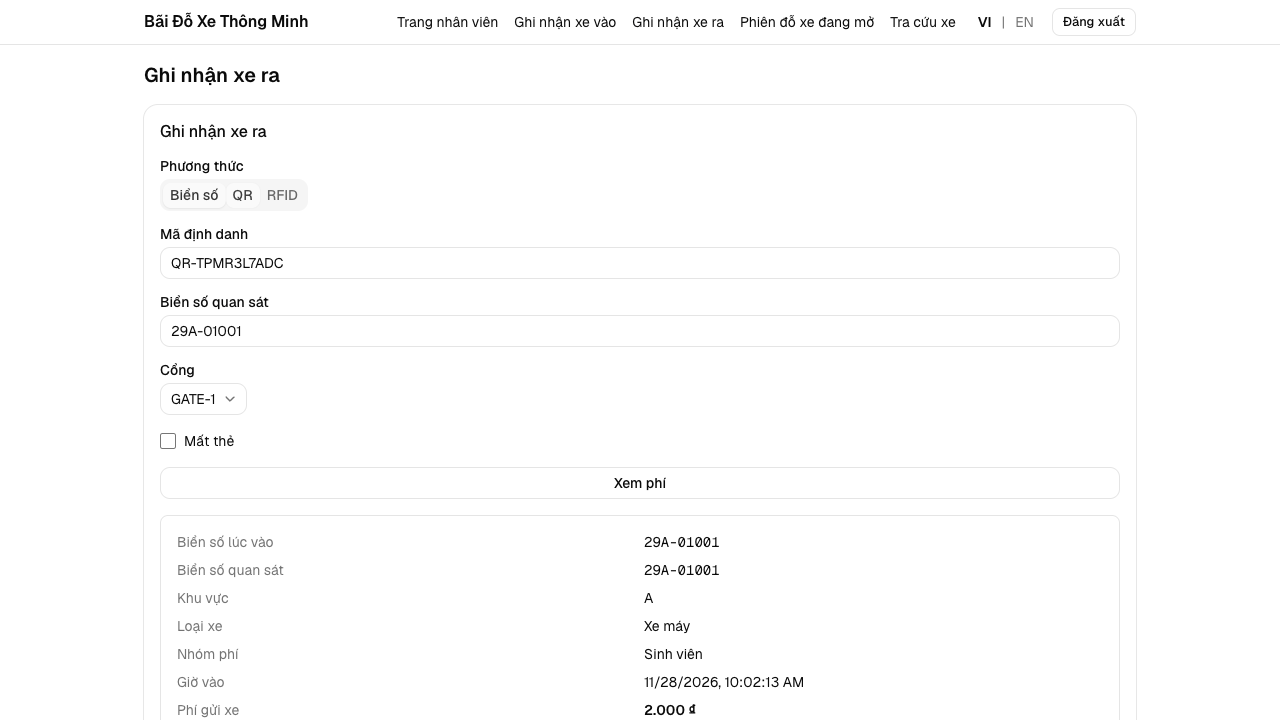 Bãi Đỗ Xe Thông Minh Trang nhân viên Ghi nhận xe vào Ghi nhận xe ra Phiên đỗ xe đang mở Tra cứu xe VI | EN Đăng xuất
Ghi nhận xe ra
Ghi nhận xe ra
Phương thức
Biển số QR RFID
Mã định danh
QR-TPMR3L7ADC
Biển số quan sát
29A-01001
Cổng
GATE-1
Mất thẻ
Xem phí
Biển số lúc vào 29A-01001
Biển số quan sát 29A-01001
Khu vực A
Loại xe Xe máy
Nhóm phí Sinh viên
Giờ vào 11/28/2026, 10:02:13 AM
Phí gửi xe 2.000 ₫